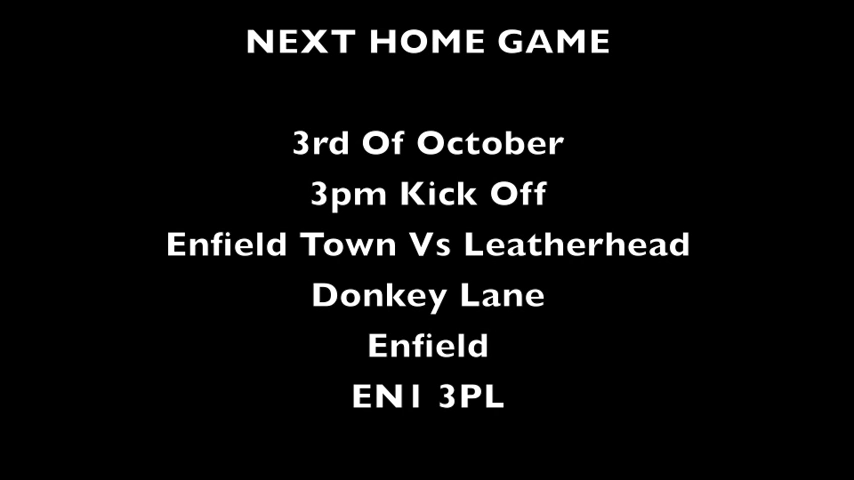 NEXT HOME GAME
3rd Of October
3pm Kick Off
Enfield Town Vs Leatherhead
Donkey Lane
Enfield
EN1 3PL